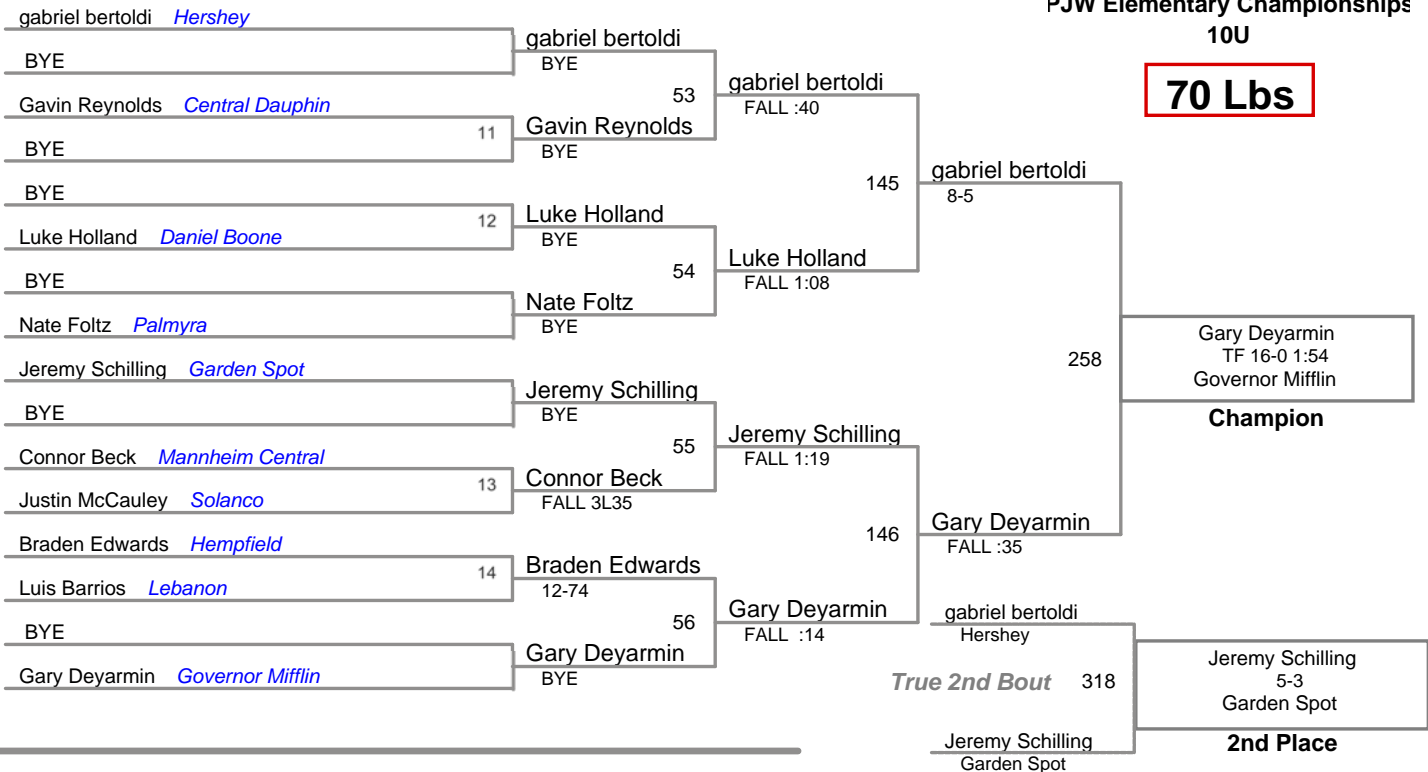 PJW Elementary Championships
10U
70 Lbs
gabriel bertoldi Hershey
BYE
Gavin Reynolds Central Dauphin
BYE
BYE
Luke Holland Daniel Boone
BYE
Nate Foltz Palmyra
Jeremy Schilling Garden Spot
BYE
Connor Beck Mannheim Central
Justin McCauley Solanco
Braden Edwards Hempfield
Luis Barrios Lebanon
BYE
Gary Deyarmin Governor Mifflin
11
12
13
14
gabriel bertoldi
BYE
53
Gavin Reynolds
BYE
Luke Holland
BYE
54
Nate Foltz
BYE
Jeremy Schilling
BYE
55
Connor Beck
FALL 3L35
Braden Edwards
12-74
56
Gary Deyarmin
BYE
gabriel bertoldi
FALL :40
145
Luke Holland
FALL 1:08
Jeremy Schilling
FALL 1:19
146
Gary Deyarmin
FALL :14
gabriel bertoldi
8-5
258
Gary Deyarmin
FALL :35
Gary Deyarmin
TF 16-0 1:54
Governor Mifflin
Champion
gabriel bertoldi
Hershey
True 2nd Bout 318
Jeremy Schilling
Garden Spot
Jeremy Schilling
5-3
Garden Spot
2nd Place